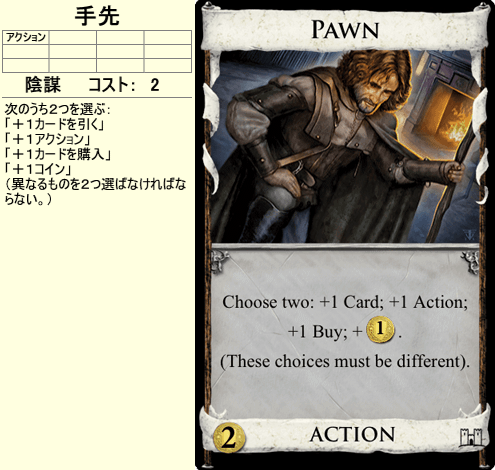 手先
アクション
陰謀 コスト: 2
次のうち2つを選ぶ:
「+1カードを引く」
「+1アクション」
「+1カードを購入」
「+1コイン」
(異なるものを2つ選ばなければな
らない。)
PAWN
Choose two: +1 Card; +1 Action;
+1 Buy; + 1 .
(These choices must be different).
2 ACTION